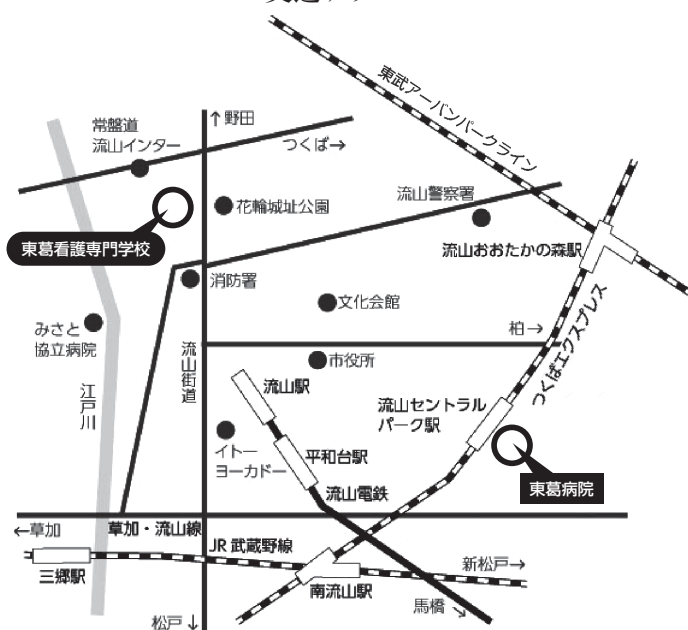 東武アーバンパークライン
↑野田
常盤道
流山インター
つくば→
花輪城址公園
流山警察署
東葛看護専門学校
流山おおたかの森駅
消防署
文化会館
みさと
協立病院
柏→
つくばエクスプレス
流山街道
市役所
流山駅
江戸川
流山セントラル
パーク駅
イトー
ヨーカドー
平和台駅
東葛病院
流山電鉄
←草加
草加・流山線
JR 武蔵野線
新松戸→
三郷駅
南流山駅
馬橋↘
松戸↓